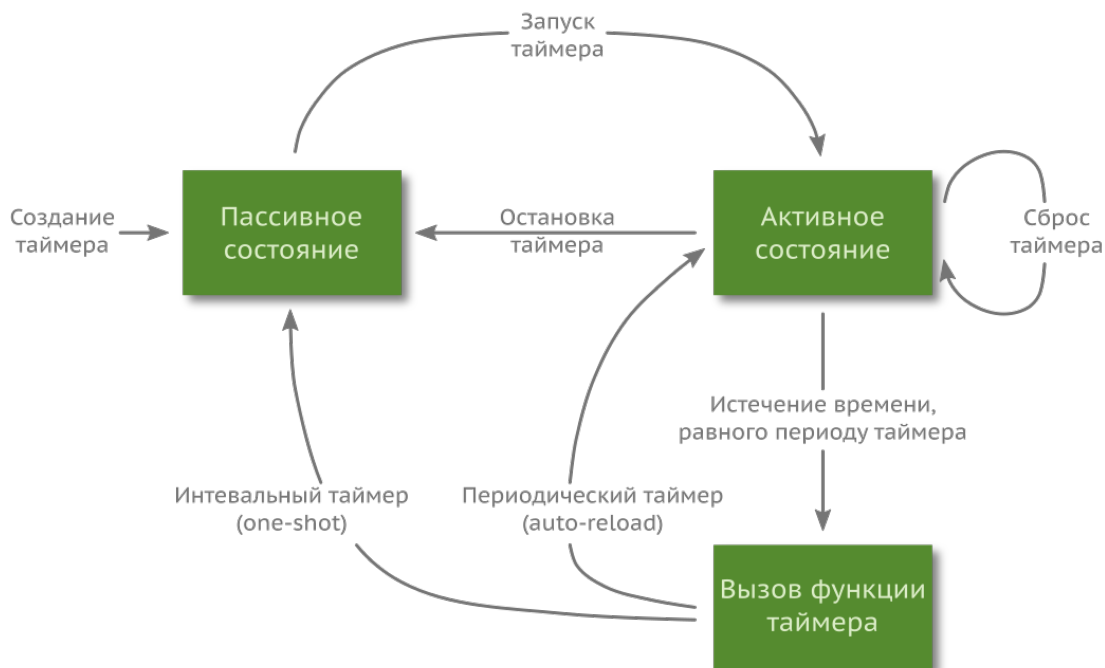 Запуск
таймера
Создание
таймера
Пассивное
состояние
Остановка
таймера
Активное
состояние
Сброс
таймера
Истечение времени,
равного периоду таймера
Интевальный таймер
(one-shot)
Периодический таймер
(auto-reload)
Вызов функции
таймера